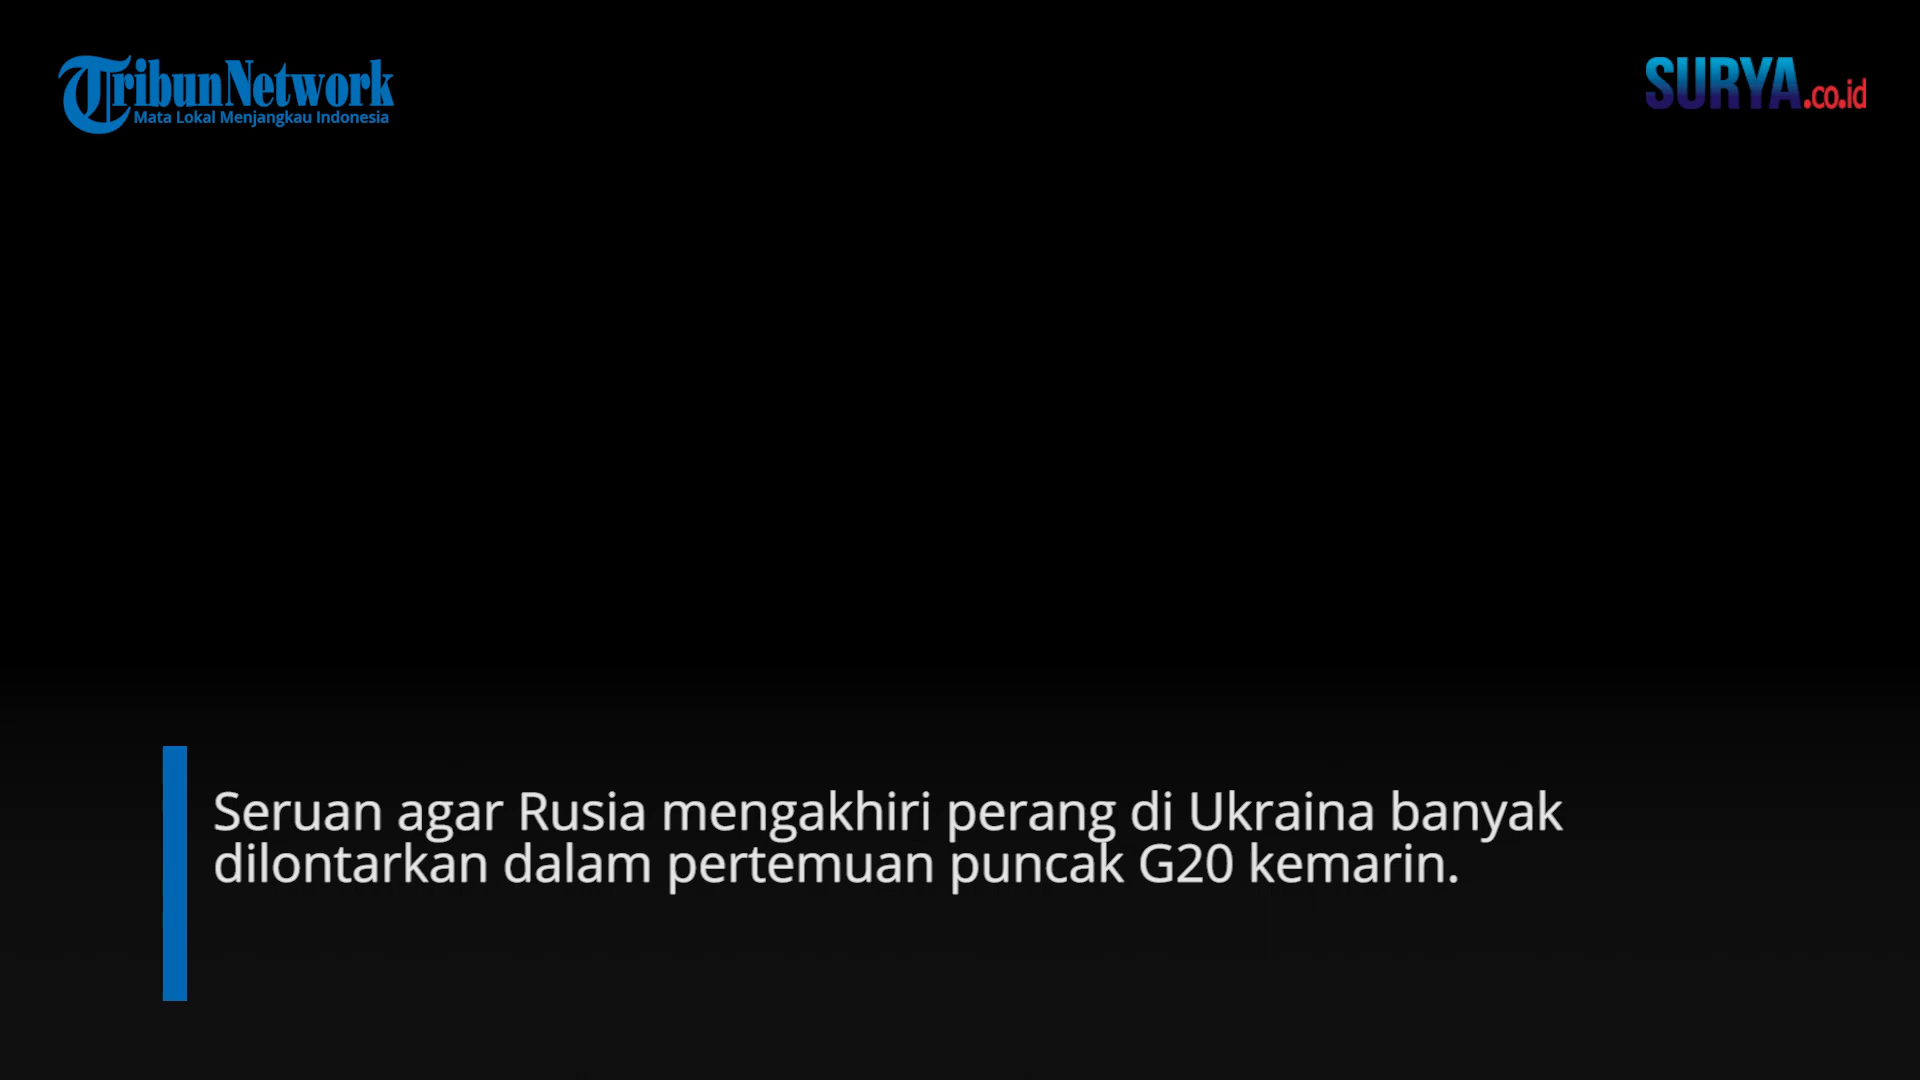 TribunNetwork
Mata Lokal Menjangkau Indonesia
SURYA.co.id
Seruan agar Rusia mengakhiri perang di Ukraina banyak
dilontarkan dalam pertemuan puncak G20 kemarin.